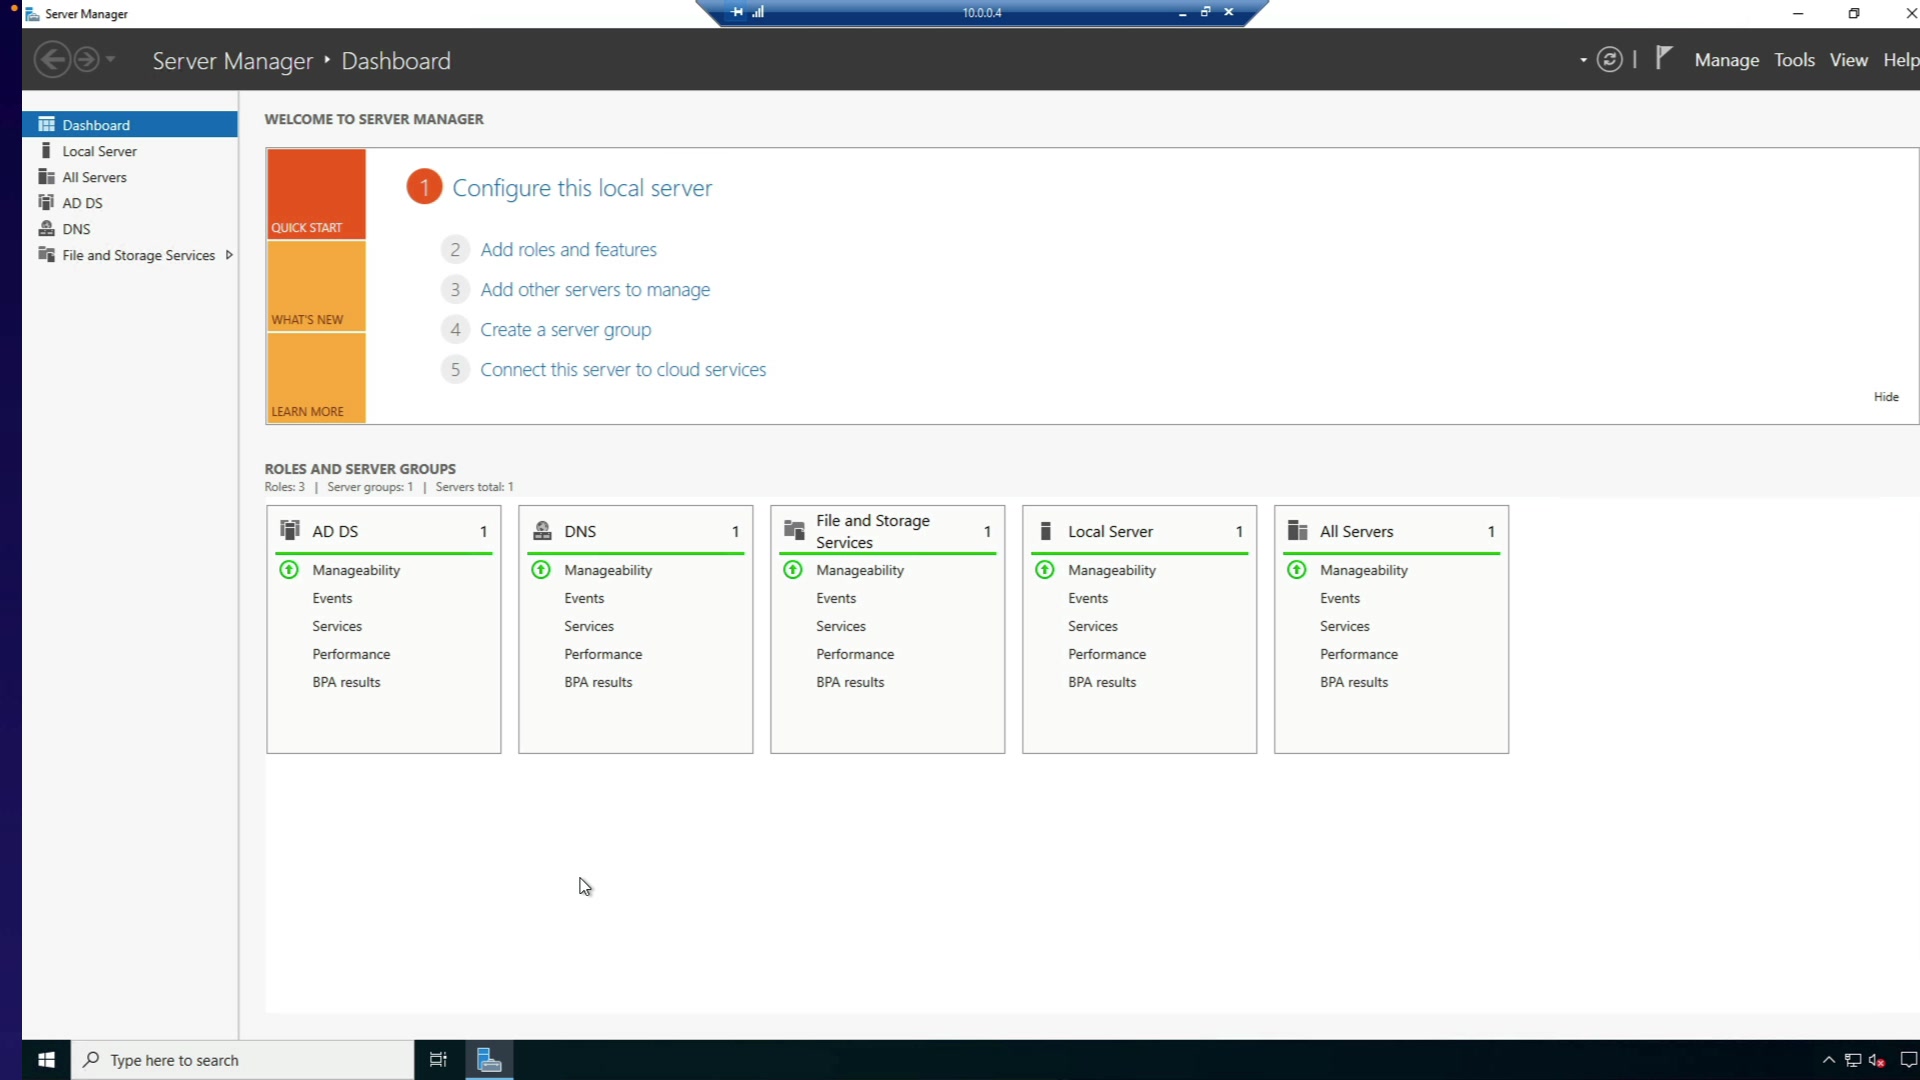 Server Manager
10.0.0.4
Server Manager
Dashboard
Manage
Tools
View
Help
Dashboard
Local Server
All Servers
AD DS
DNS
File and Storage Services
WELCOME TO SERVER MANAGER
QUICK START
WHAT'S NEW
LEARN MORE
1 Configure this local server
2 Add roles and features
3 Add other servers to manage
4 Create a server group
5 Connect this server to cloud services
Hide
ROLES AND SERVER GROUPS
Roles: 3 | Server groups: 1 | Servers total: 1
AD DS 1
Manageability
Events
Services
Performance
BPA results
DNS 1
Manageability
Events
Services
Performance
BPA results
File and Storage
Services 1
Manageability
Events
Services
Performance
BPA results
Local Server 1
Manageability
Events
Services
Performance
BPA results
All Servers 1
Manageability
Events
Services
Performance
BPA results
Type here to search